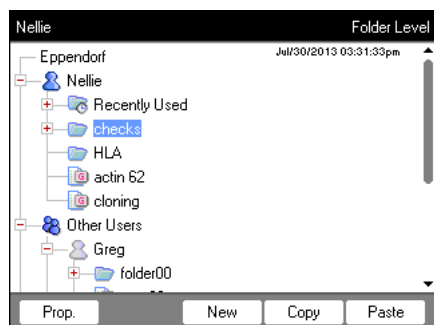 Nellie Folder Level
Eppendorf Jul/30/2013 03:31:33pm
Nellie
Recently Used
checks
HLA
actin 62
cloning
Other Users
Greg
folder00
Prop. New Copy Paste